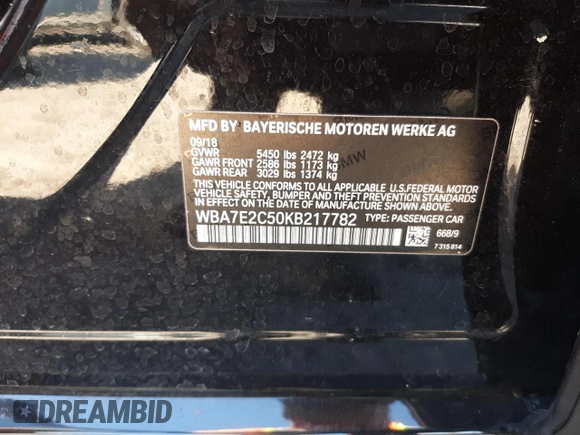 MFD BY BAYERISCHE MOTOREN WERKE AG
09/18
GVWR 5450 lbs 2472 kg
GAWR FRONT 2586 lbs 1173 kg
GAWR REAR 3029 lbs 1374 kg
THIS VEHICLE CONFORMS TO ALL APPLICABLE U.S.FEDERAL MOTOR
VEHICLE SAFETY, BUMPER, AND THEFT PREVENTION STANDARDS
IN EFFECT ON THE DATE OF MANUFACTURE SHOWN ABOVE.
WBA7E2C50KB217782 TYPE: PASSENGER CAR
668/9
7 315 814
DREAMBID